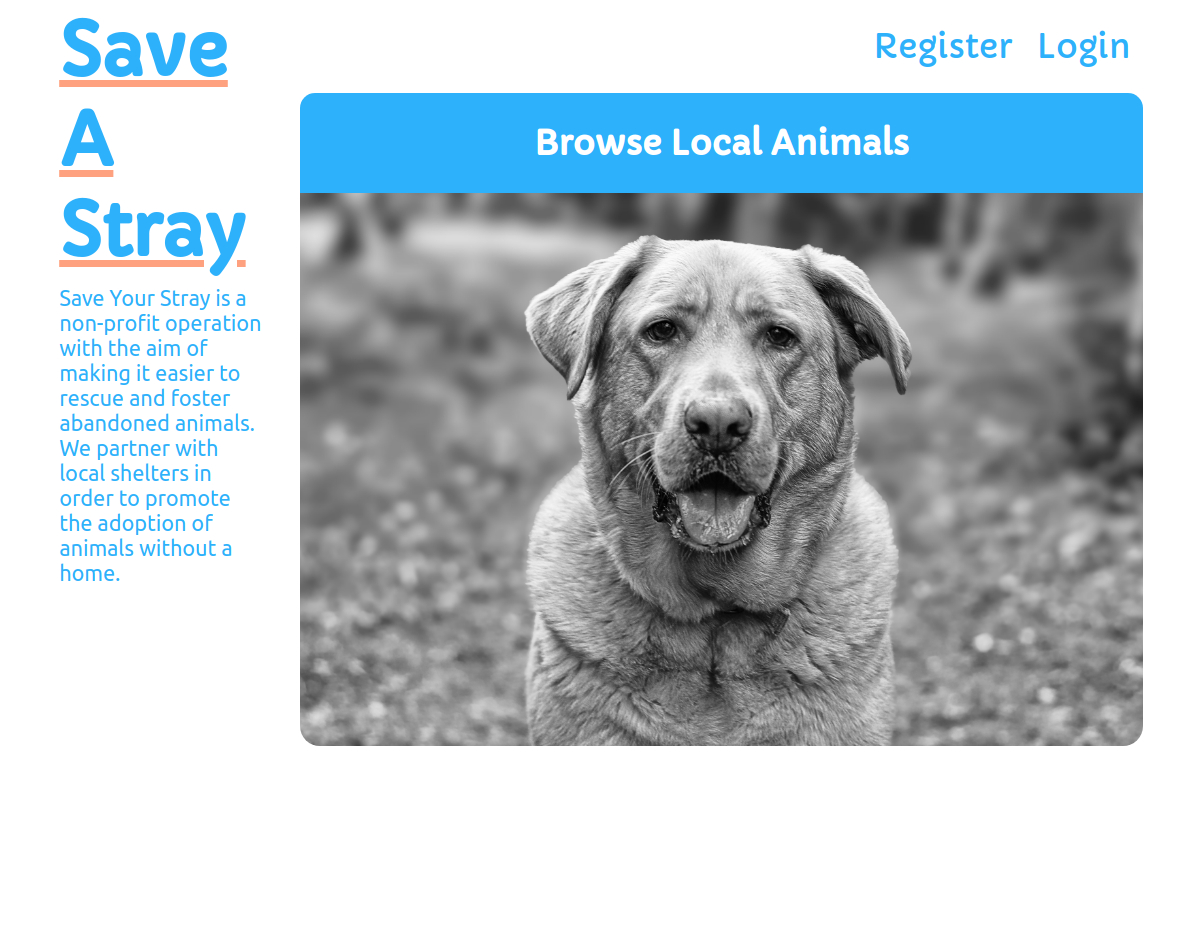 Save
A
Stray
Register Login
Browse Local Animals
Save Your Stray is a
non-profit operation
with the aim of
making it easier to
rescue and foster
abandoned animals.
We partner with
local shelters in
order to promote
the adoption of
animals without a
home.